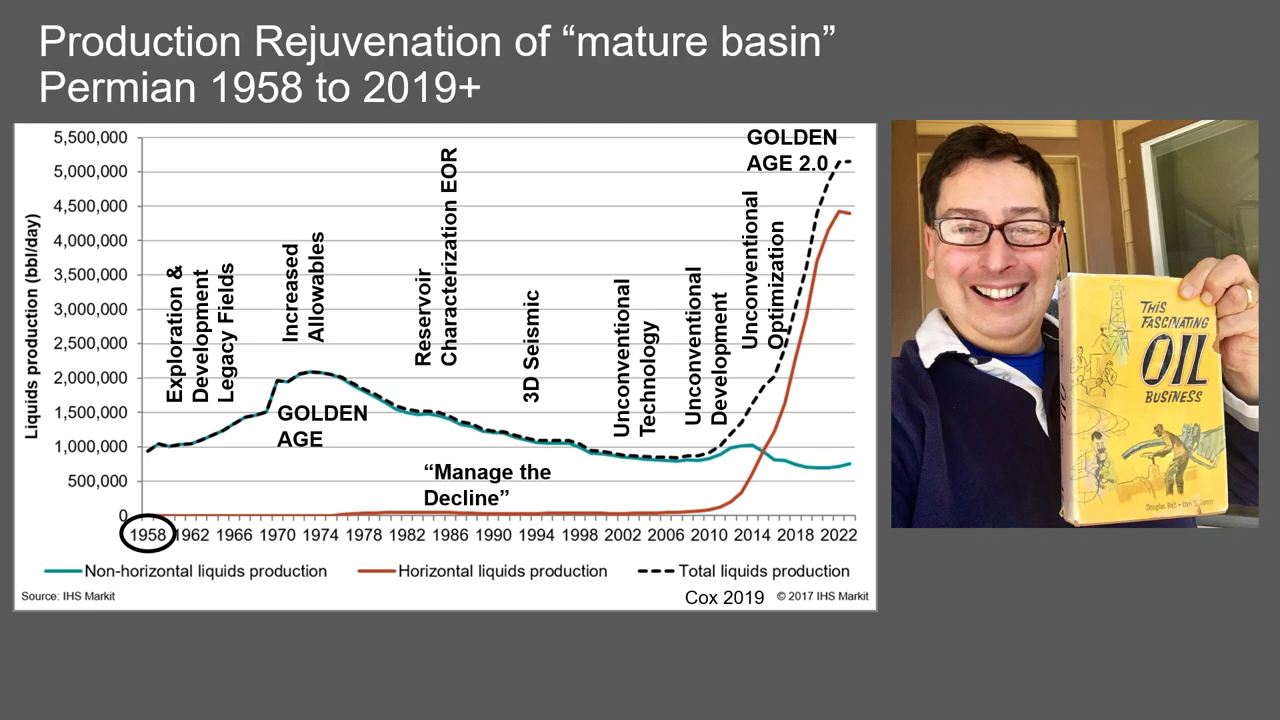 Production Rejuvenation of “mature basin”
Permian 1958 to 2019+
5,500,000
5,000,000
4,500,000
4,000,000
3,500,000
3,000,000
2,500,000
2,000,000
1,500,000
1,000,000
500,000
0
Liquids production (bbl/day)
Exploration &
Development
Legacy Fields
Increased
Allowables
GOLDEN
AGE
Reservoir
Characterization EOR
“Manage the
Decline”
3D Seismic
Unconventional
Technology
Unconventional
Development
Unconventional
Optimization
GOLDEN
AGE 2.0
1958 1962 1966 1970 1974 1978 1982 1986 1990 1994 1998 2002 2006 2010 2014 2018 2022
Non-horizontal liquids production Horizontal liquids production Total liquids production
Source: IHS Markit Cox 2019 © 2017 IHS Markit
THIS
FASCINATING
OIL
BUSINESS